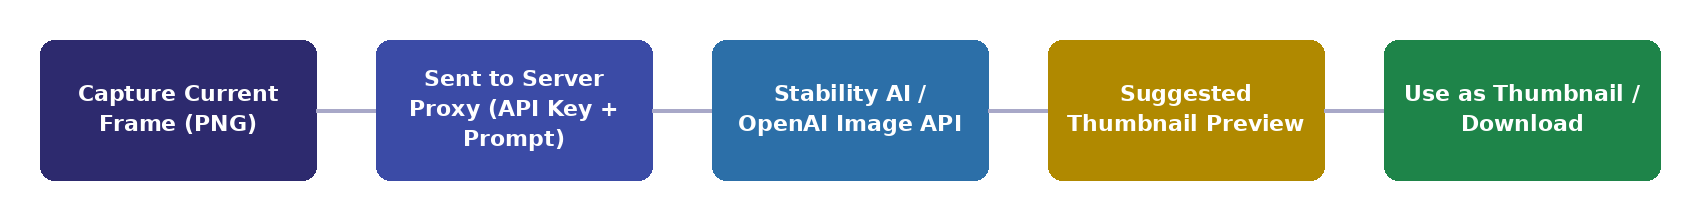 Capture Current
Frame (PNG)
Sent to Server
Proxy (API Key +
Prompt)
Stability AI /
OpenAI Image API
Suggested
Thumbnail Preview
Use as Thumbnail /
Download